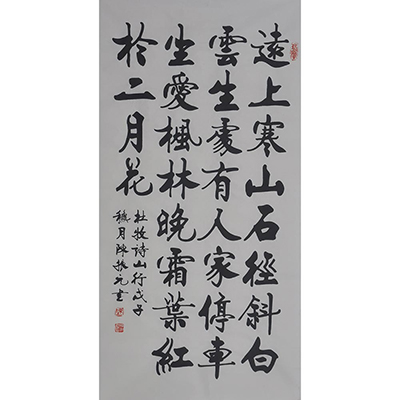 遠上寒山石徑斜白
雲生處有人家停車
坐愛楓林晚霜葉紅
於二月花
杜牧詩山行戊子
月陳振元書